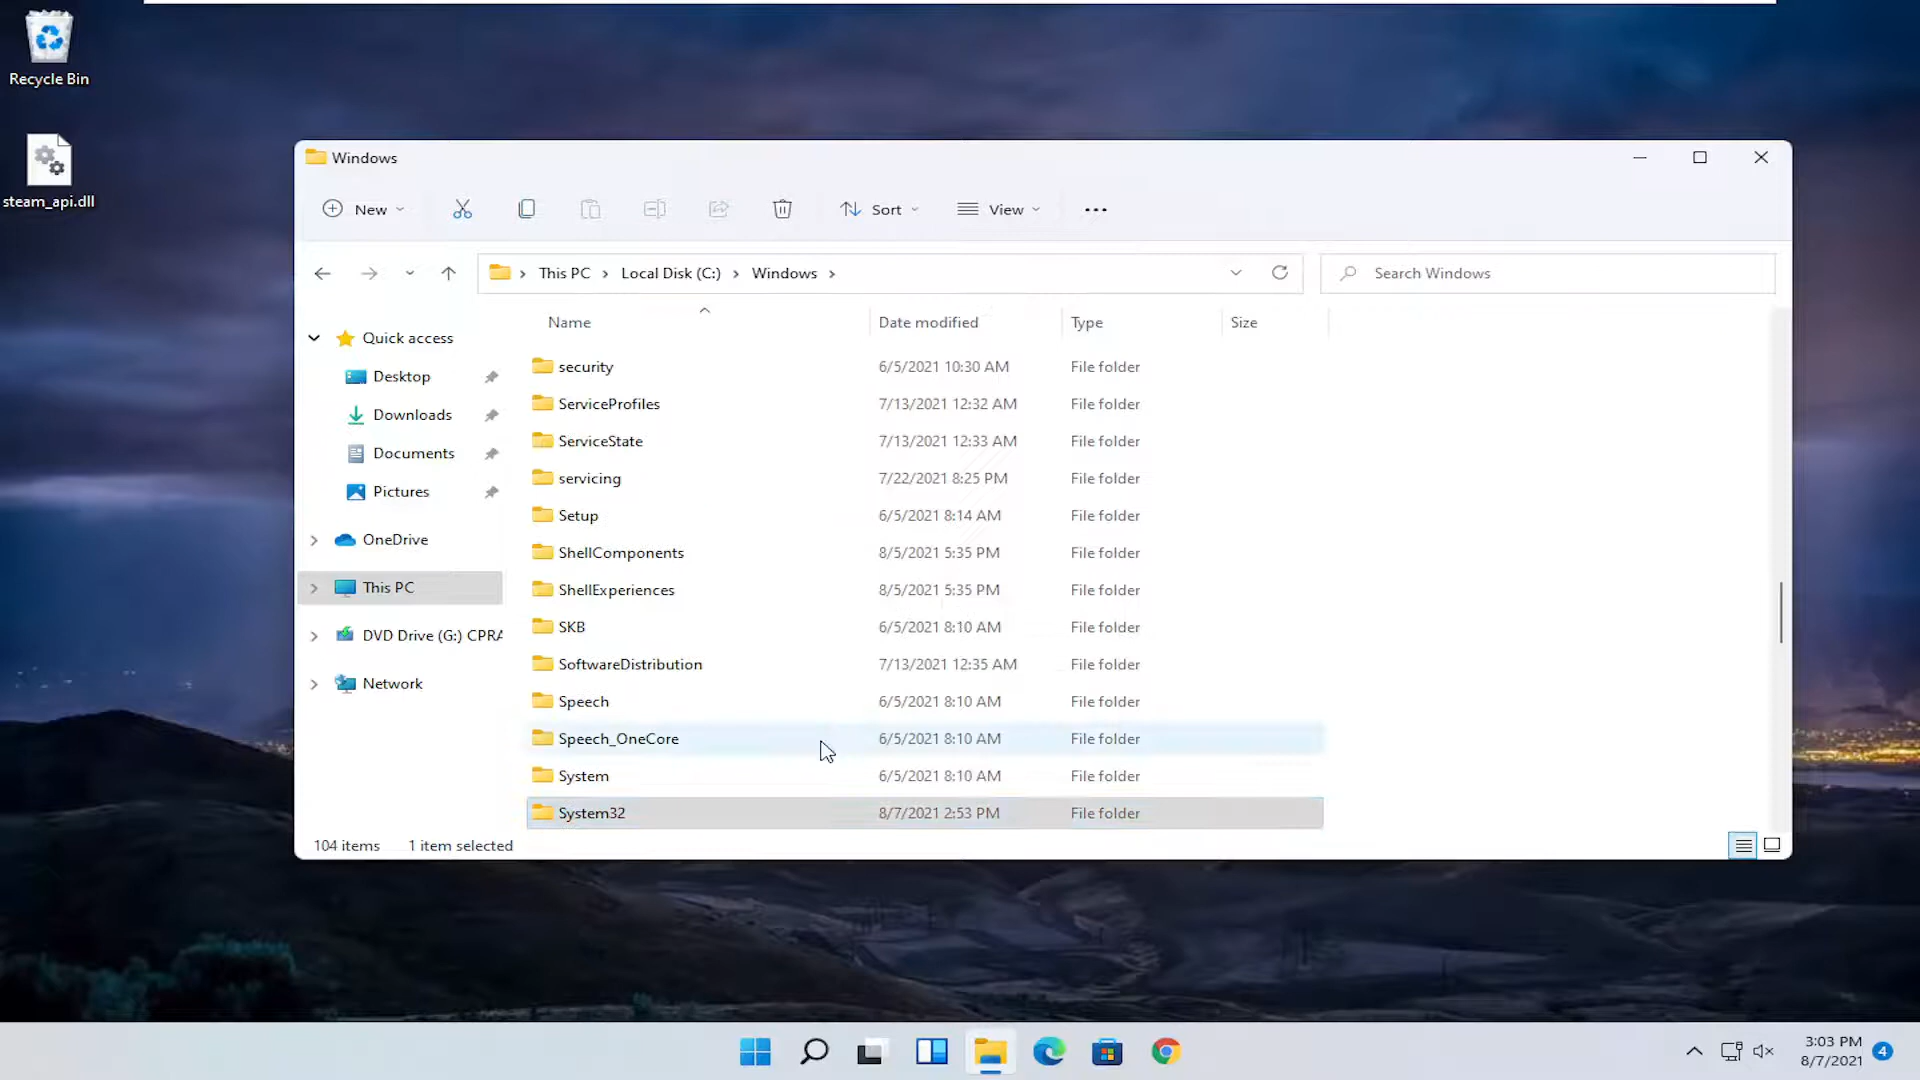 Recycle Bin
steam_api.dll
Windows
New
Sort
View
This PC
Local Disk (C:)
Windows
Search Windows
Quick access
Desktop
Downloads
Documents
Pictures
OneDrive
This PC
DVD Drive (G:) CPRA
Network
Name Date modified Type Size
security 6/5/2021 10:30 AM File folder
ServiceProfiles 7/13/2021 12:32 AM File folder
ServiceState 7/13/2021 12:33 AM File folder
servicing 7/22/2021 8:25 PM File folder
Setup 6/5/2021 8:14 AM File folder
ShellComponents 8/5/2021 5:35 PM File folder
ShellExperiences 8/5/2021 5:35 PM File folder
SKB 6/5/2021 8:10 AM File folder
SoftwareDistribution 7/13/2021 12:35 AM File folder
Speech 6/5/2021 8:10 AM File folder
Speech_OneCore 6/5/2021 8:10 AM File folder
System 6/5/2021 8:10 AM File folder
System32 8/7/2021 2:53 PM File folder
104 items 1 item selected
3:03 PM
8/7/2021
4